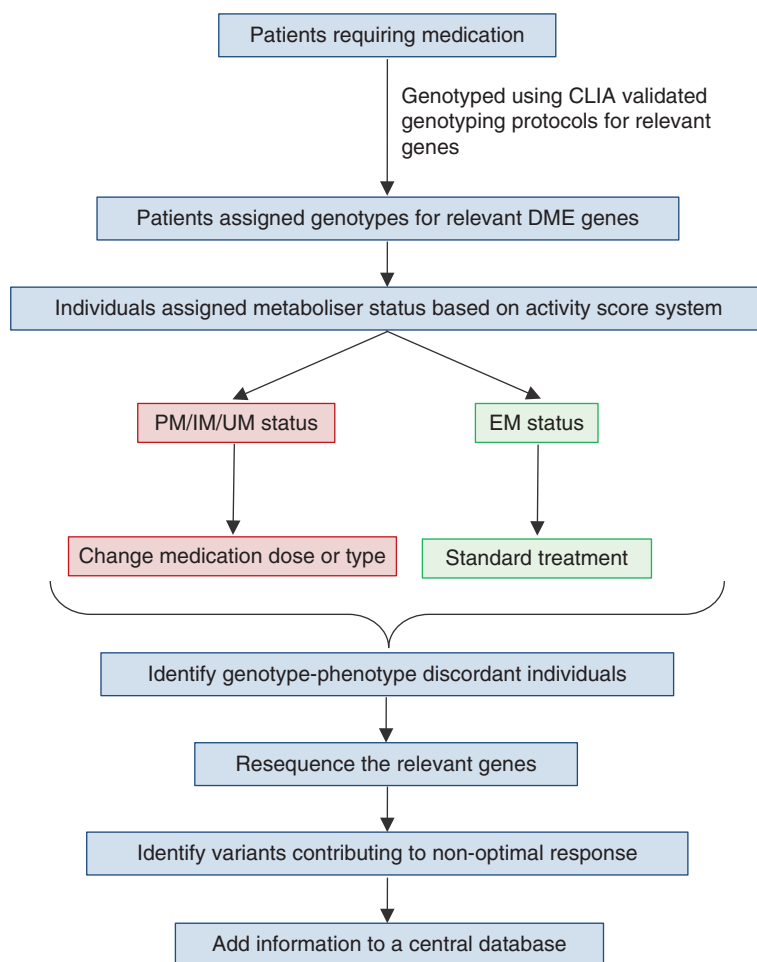 Patients requiring medication
Genotyped using CLIA validated
genotyping protocols for relevant
genes
Patients assigned genotypes for relevant DME genes
Individuals assigned metaboliser status based on activity score system
PM/IM/UM status
EM status
Change medication dose or type
Standard treatment
Identify genotype-phenotype discordant individuals
Resequence the relevant genes
Identify variants contributing to non-optimal response
Add information to a central database